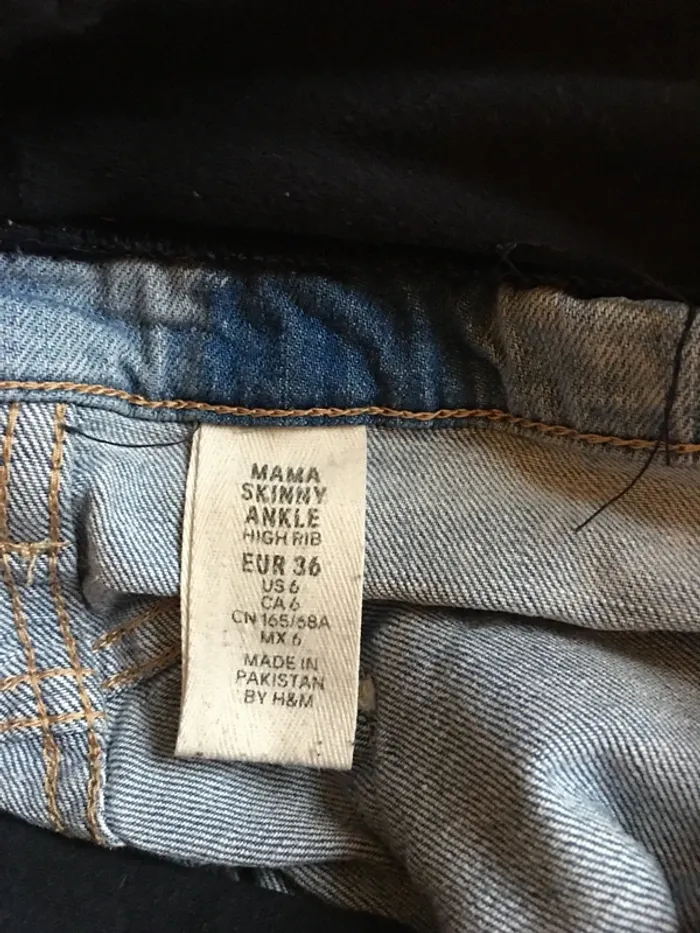 MAMA
SKINNY
ANKLE
HIGH RIB
EUR 36
US 6
CA 6
CN 165/68A
MX 6
MADE IN
PAKISTAN
BY H&M